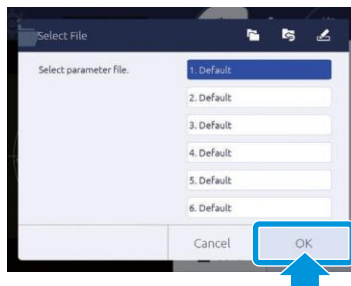 Select File
Select parameter file.
1. Default
2. Default
3. Default
4. Default
5. Default
6. Default
Cancel
OK